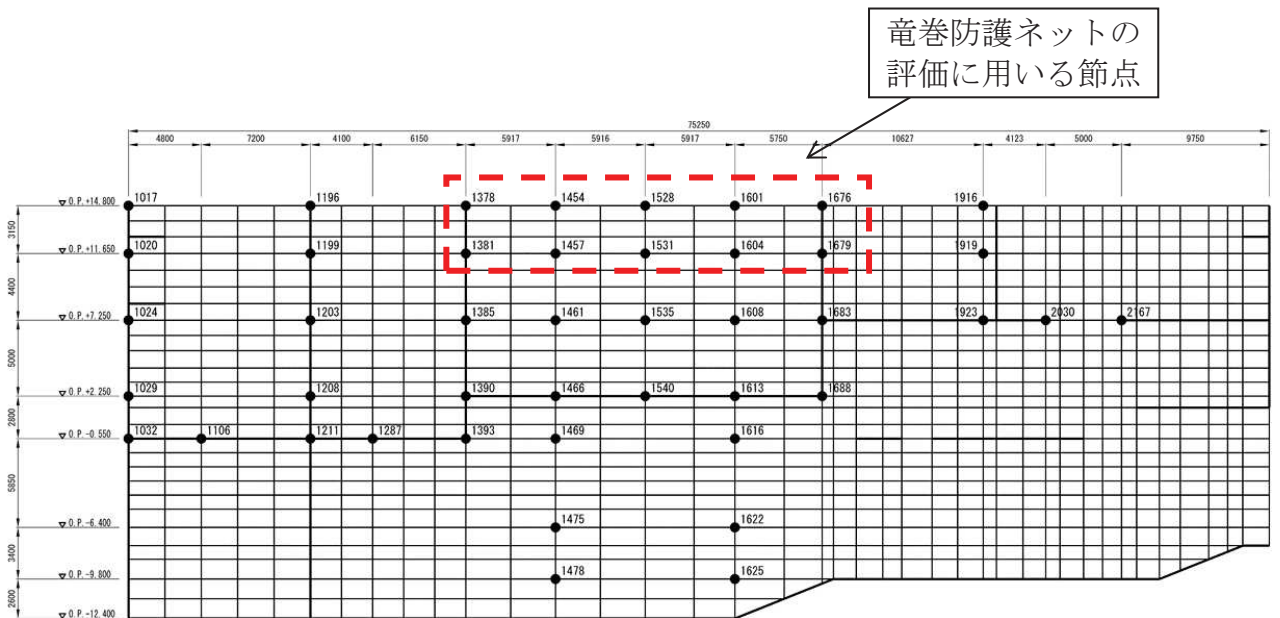 竜巻防護ネットの
評価に用いる節点
75250
4800 7200 4100 6150 5917 5916 5917 5750 10627 4123 5000 9750
▽ O.P.+14.800 1017 1196 1378 1454 1528 1601 1676 1916
3150
▽ O.P.+11.650 1020 1199 1381 1457 1531 1604 1679 1919
4400
▽ O.P.+7.250 1024 1203 1385 1461 1535 1608 1683 1923 2030 2167
5000
▽ O.P.+2.250 1029 1208 1390 1466 1540 1613 1688
2800
▽ O.P.-0.550 1032 1106 1211 1287 1393 1469 1616
5850
▽ O.P.-6.400 1475 1622
3400
▽ O.P.-9.800 1478 1625
2600
▽ O.P.-12.400